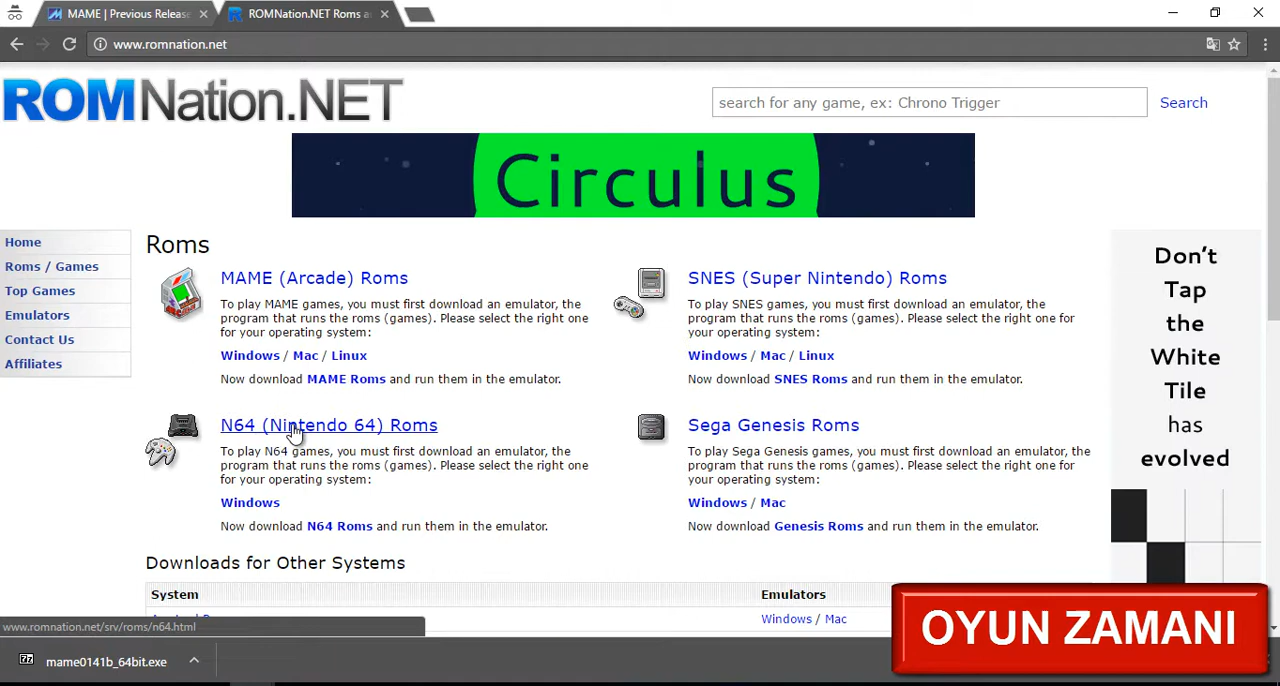 MAME | Previous Release
ROMNation.NET Roms a
www.romnation.net
ROMNation.NET
search for any game, ex: Chrono Trigger
Search
Circulus
Home
Roms / Games
Top Games
Emulators
Contact Us
Affiliates
Roms
MAME (Arcade) Roms
To play MAME games, you must first download an emulator, the
program that runs the roms (games). Please select the right one
for your operating system:
Windows / Mac / Linux
Now download MAME Roms and run them in the emulator.
SNES (Super Nintendo) Roms
To play SNES games, you must first download an emulator, the
program that runs the roms (games). Please select the right one
for your operating system:
Windows / Mac / Linux
Now download SNES Roms and run them in the emulator.
N64 (Nintendo 64) Roms
To play N64 games, you must first download an emulator, the
program that runs the roms (games). Please select the right one
for your operating system:
Windows
Now download N64 Roms and run them in the emulator.
Sega Genesis Roms
To play Sega Genesis games, you must first download an emulator, the
program that runs the roms (games). Please select the right one
for your operating system:
Windows / Mac
Now download Genesis Roms and run them in the emulator.
Don't
Tap
the
White
Tile
has
evolved
Downloads for Other Systems
System
Emulators
Windows / Mac
www.romnation.net/srv/roms/n64.html
mame0141b_64bit.exe
OYUN ZAMANI